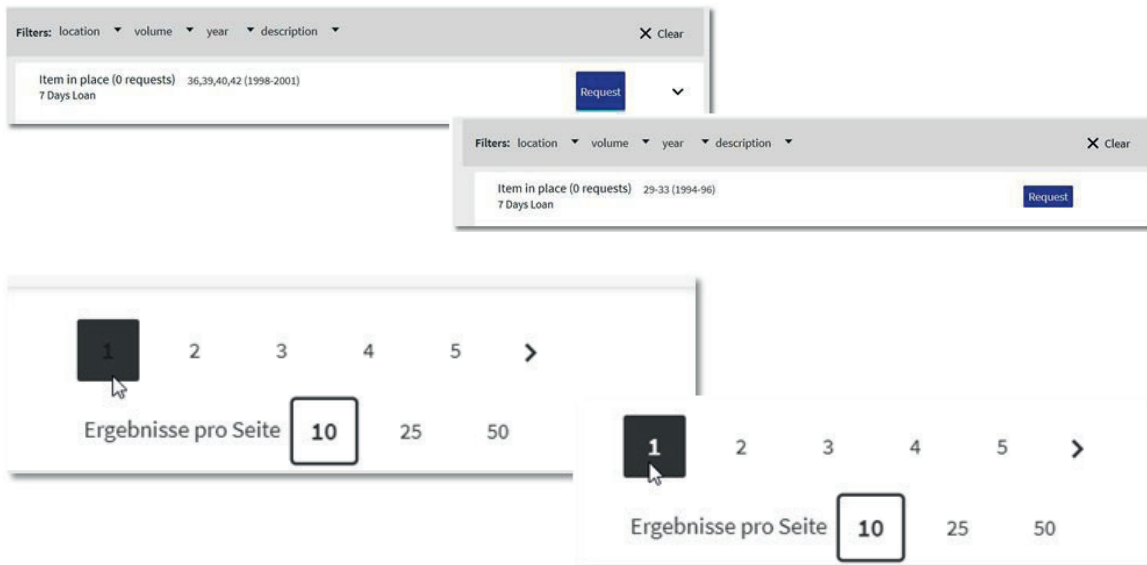 Filters: location volume year description Clear
Item in place (0 requests) 36,39,40,42 (1998-2001)
7 Days Loan
Request
Filters: location volume year description Clear
Item in place (0 requests) 29-33 (1994-96)
7 Days Loan
Request
1 2 3 4 5
Ergebnisse pro Seite 10 25 50
1 2 3 4 5
Ergebnisse pro Seite 10 25 50